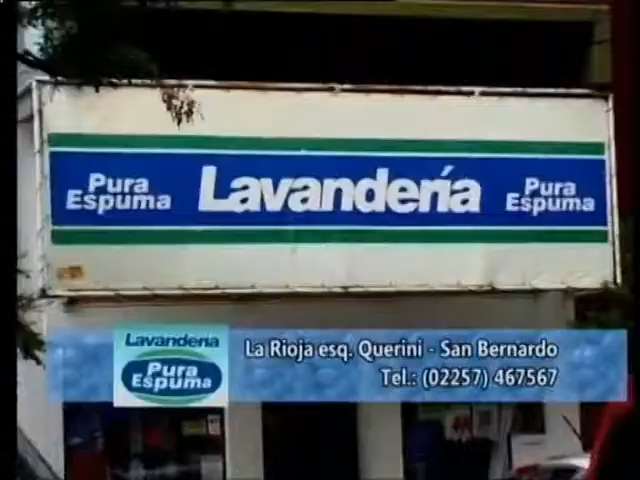 Pura
Espuma
Lavandería
Pura
Espuma
Lavandería
Pura
Espuma
La Rioja esq. Querini - San Bernardo
Tel.: (02257) 467567